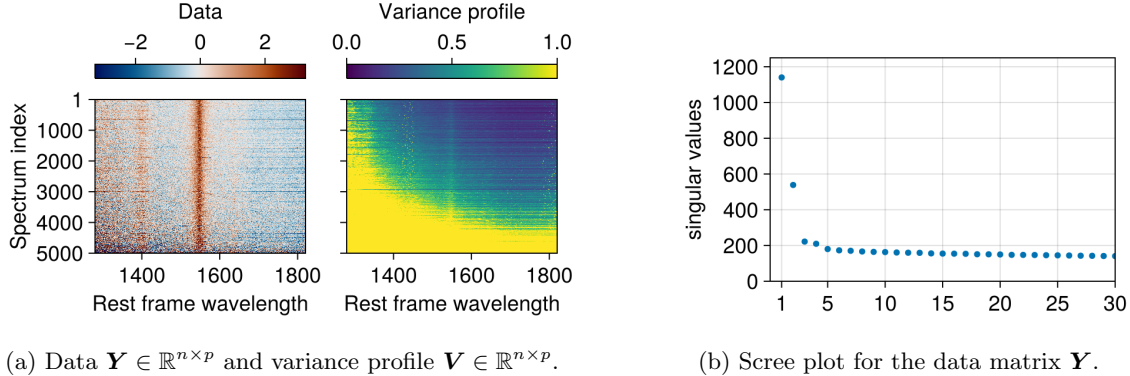 Data
−2 0 2
Spectrum index
1
1000
2000
3000
4000
5000
1400 1600 1800
Rest frame wavelength
Variance profile
0.0 0.5 1.0
1400 1600 1800
Rest frame wavelength
(a) Data Y ∈ ℝⁿˣᵖ and variance profile V ∈ ℝⁿˣᵖ.
singular values
1200
1000
800
600
400
200
0
1 5 10 15 20 25 30
(b) Scree plot for the data matrix Y.